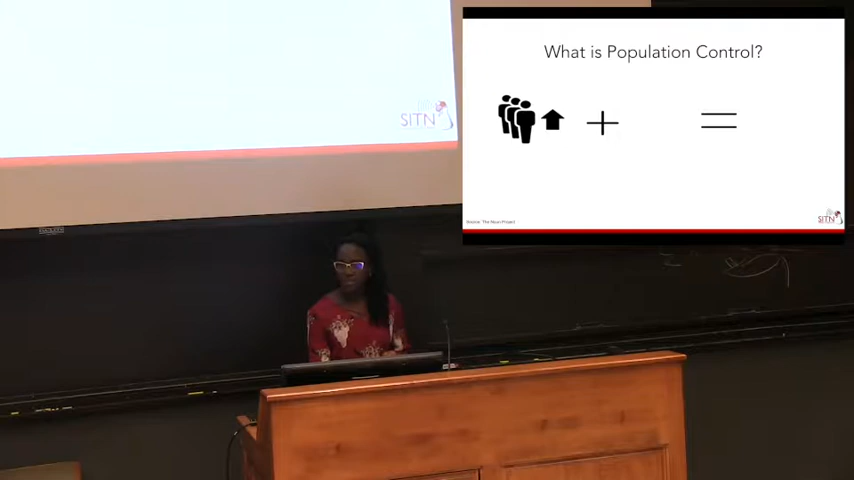 SITN
What is Population Control?
Source: The Noun Project
SITN